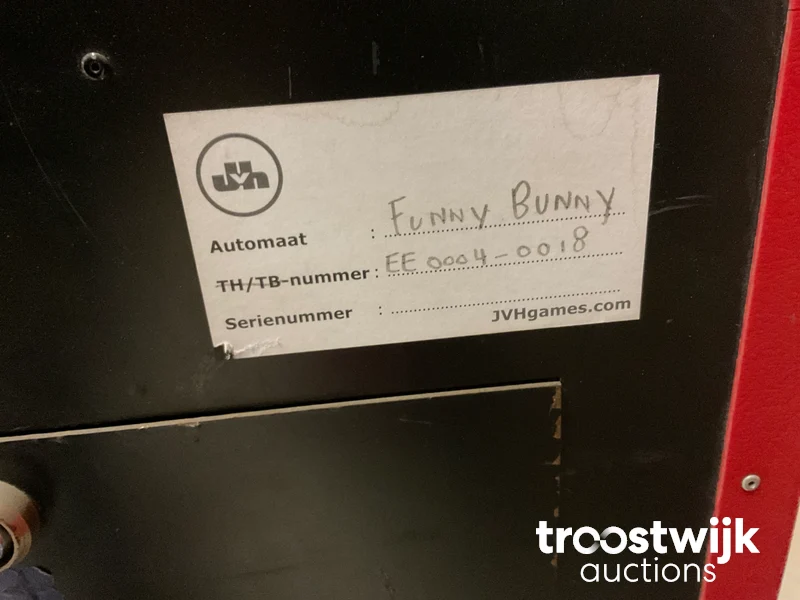 JVh
Automaat : FUNNY BUNNY
TH/TB-nummer : EE 0004-0018
Serienummer :
JVHgames.com
troostwijk
auctions